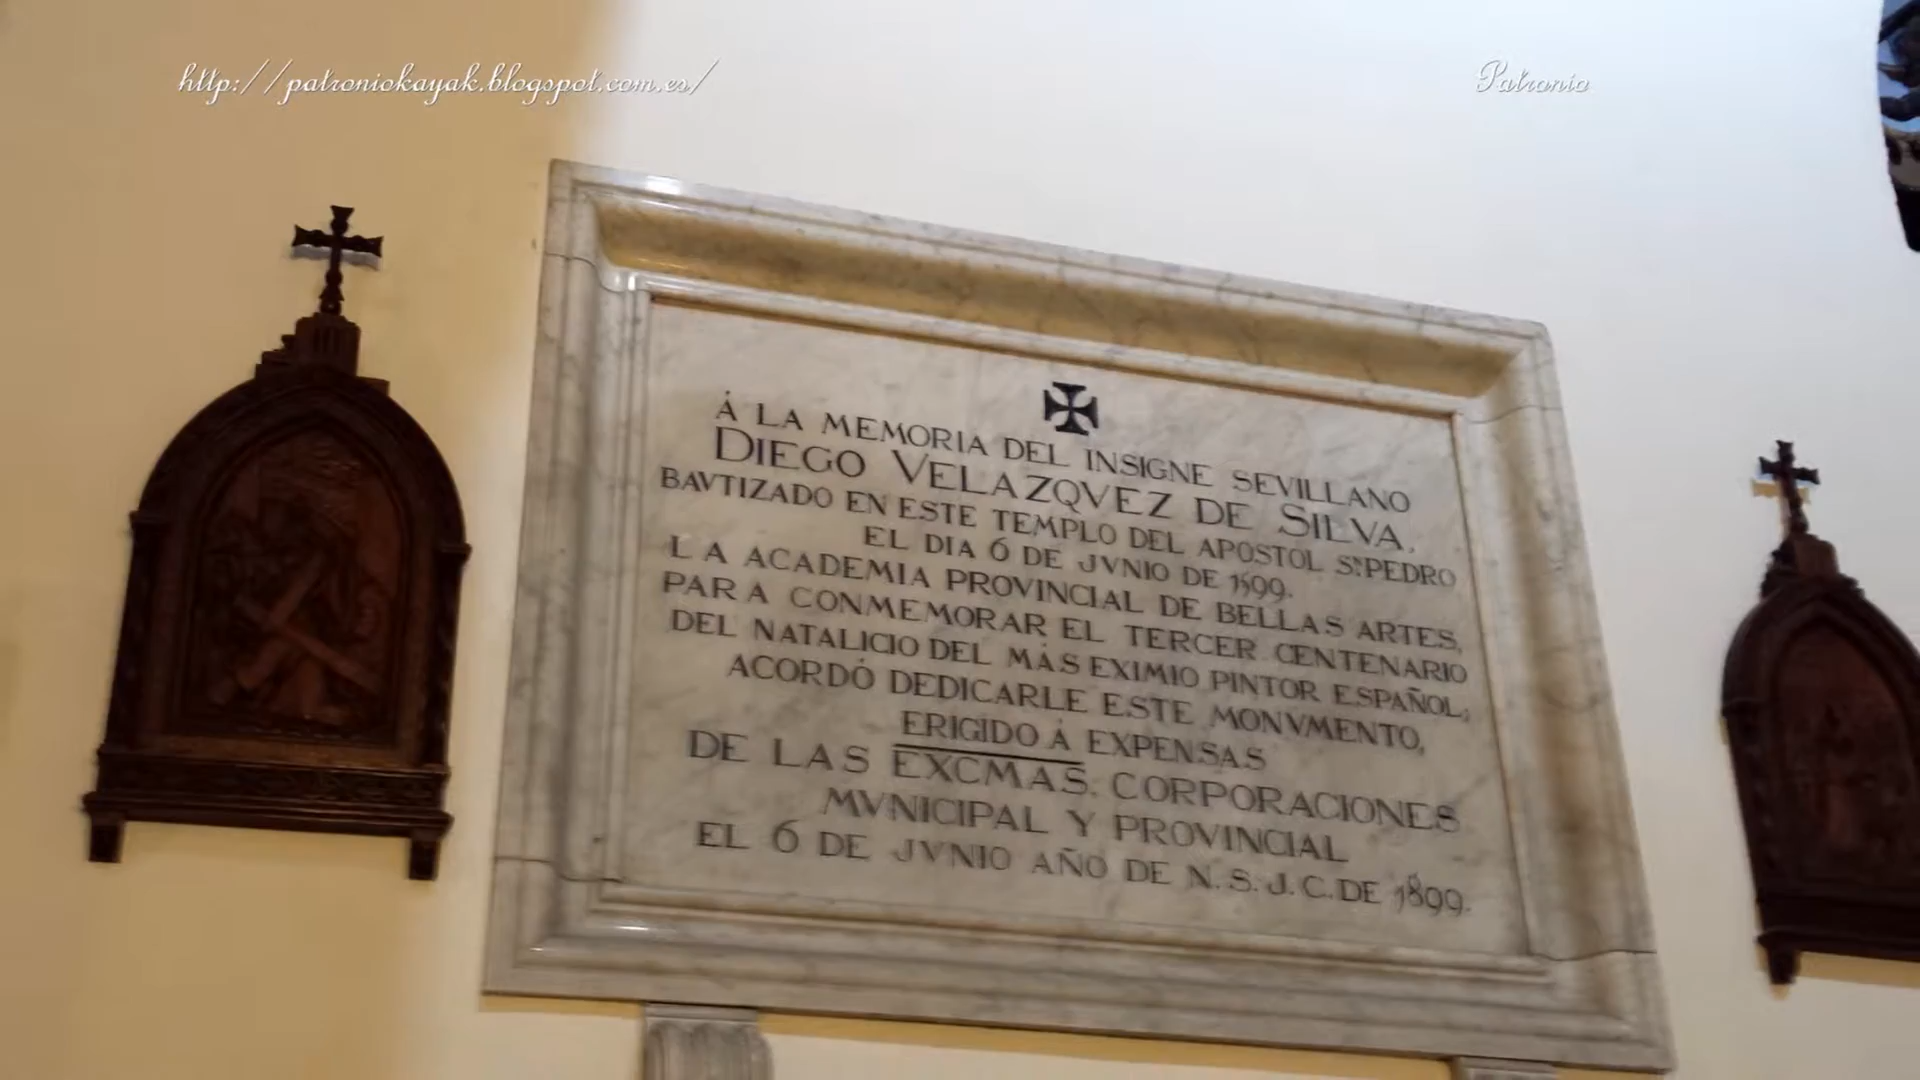 http://patroniokayak.blogspot.com.es/
Patronio
Á LA MEMORIA DEL INSIGNE SEVILLANO
DIEGO VELAZQVEZ DE SILVA,
BAVTIZADO EN ESTE TEMPLO DEL APOSTOL Sn PEDRO
EL DIA 6 DE JVNIO DE 1599.
LA ACADEMIA PROVINCIAL DE BELLAS ARTES,
PARA CONMEMORAR EL TERCER CENTENARIO
DEL NATALICIO DEL MÁS EXIMIO PINTOR ESPAÑOL;
ACORDÓ DEDICARLE ESTE MONVMENTO,
ERIGIDO Á EXPENSAS
DE LAS EXCMAS. CORPORACIONES
MVNICIPAL Y PROVINCIAL
EL 6 DE JVNIO AÑO DE N.S.J.C. DE 1899.